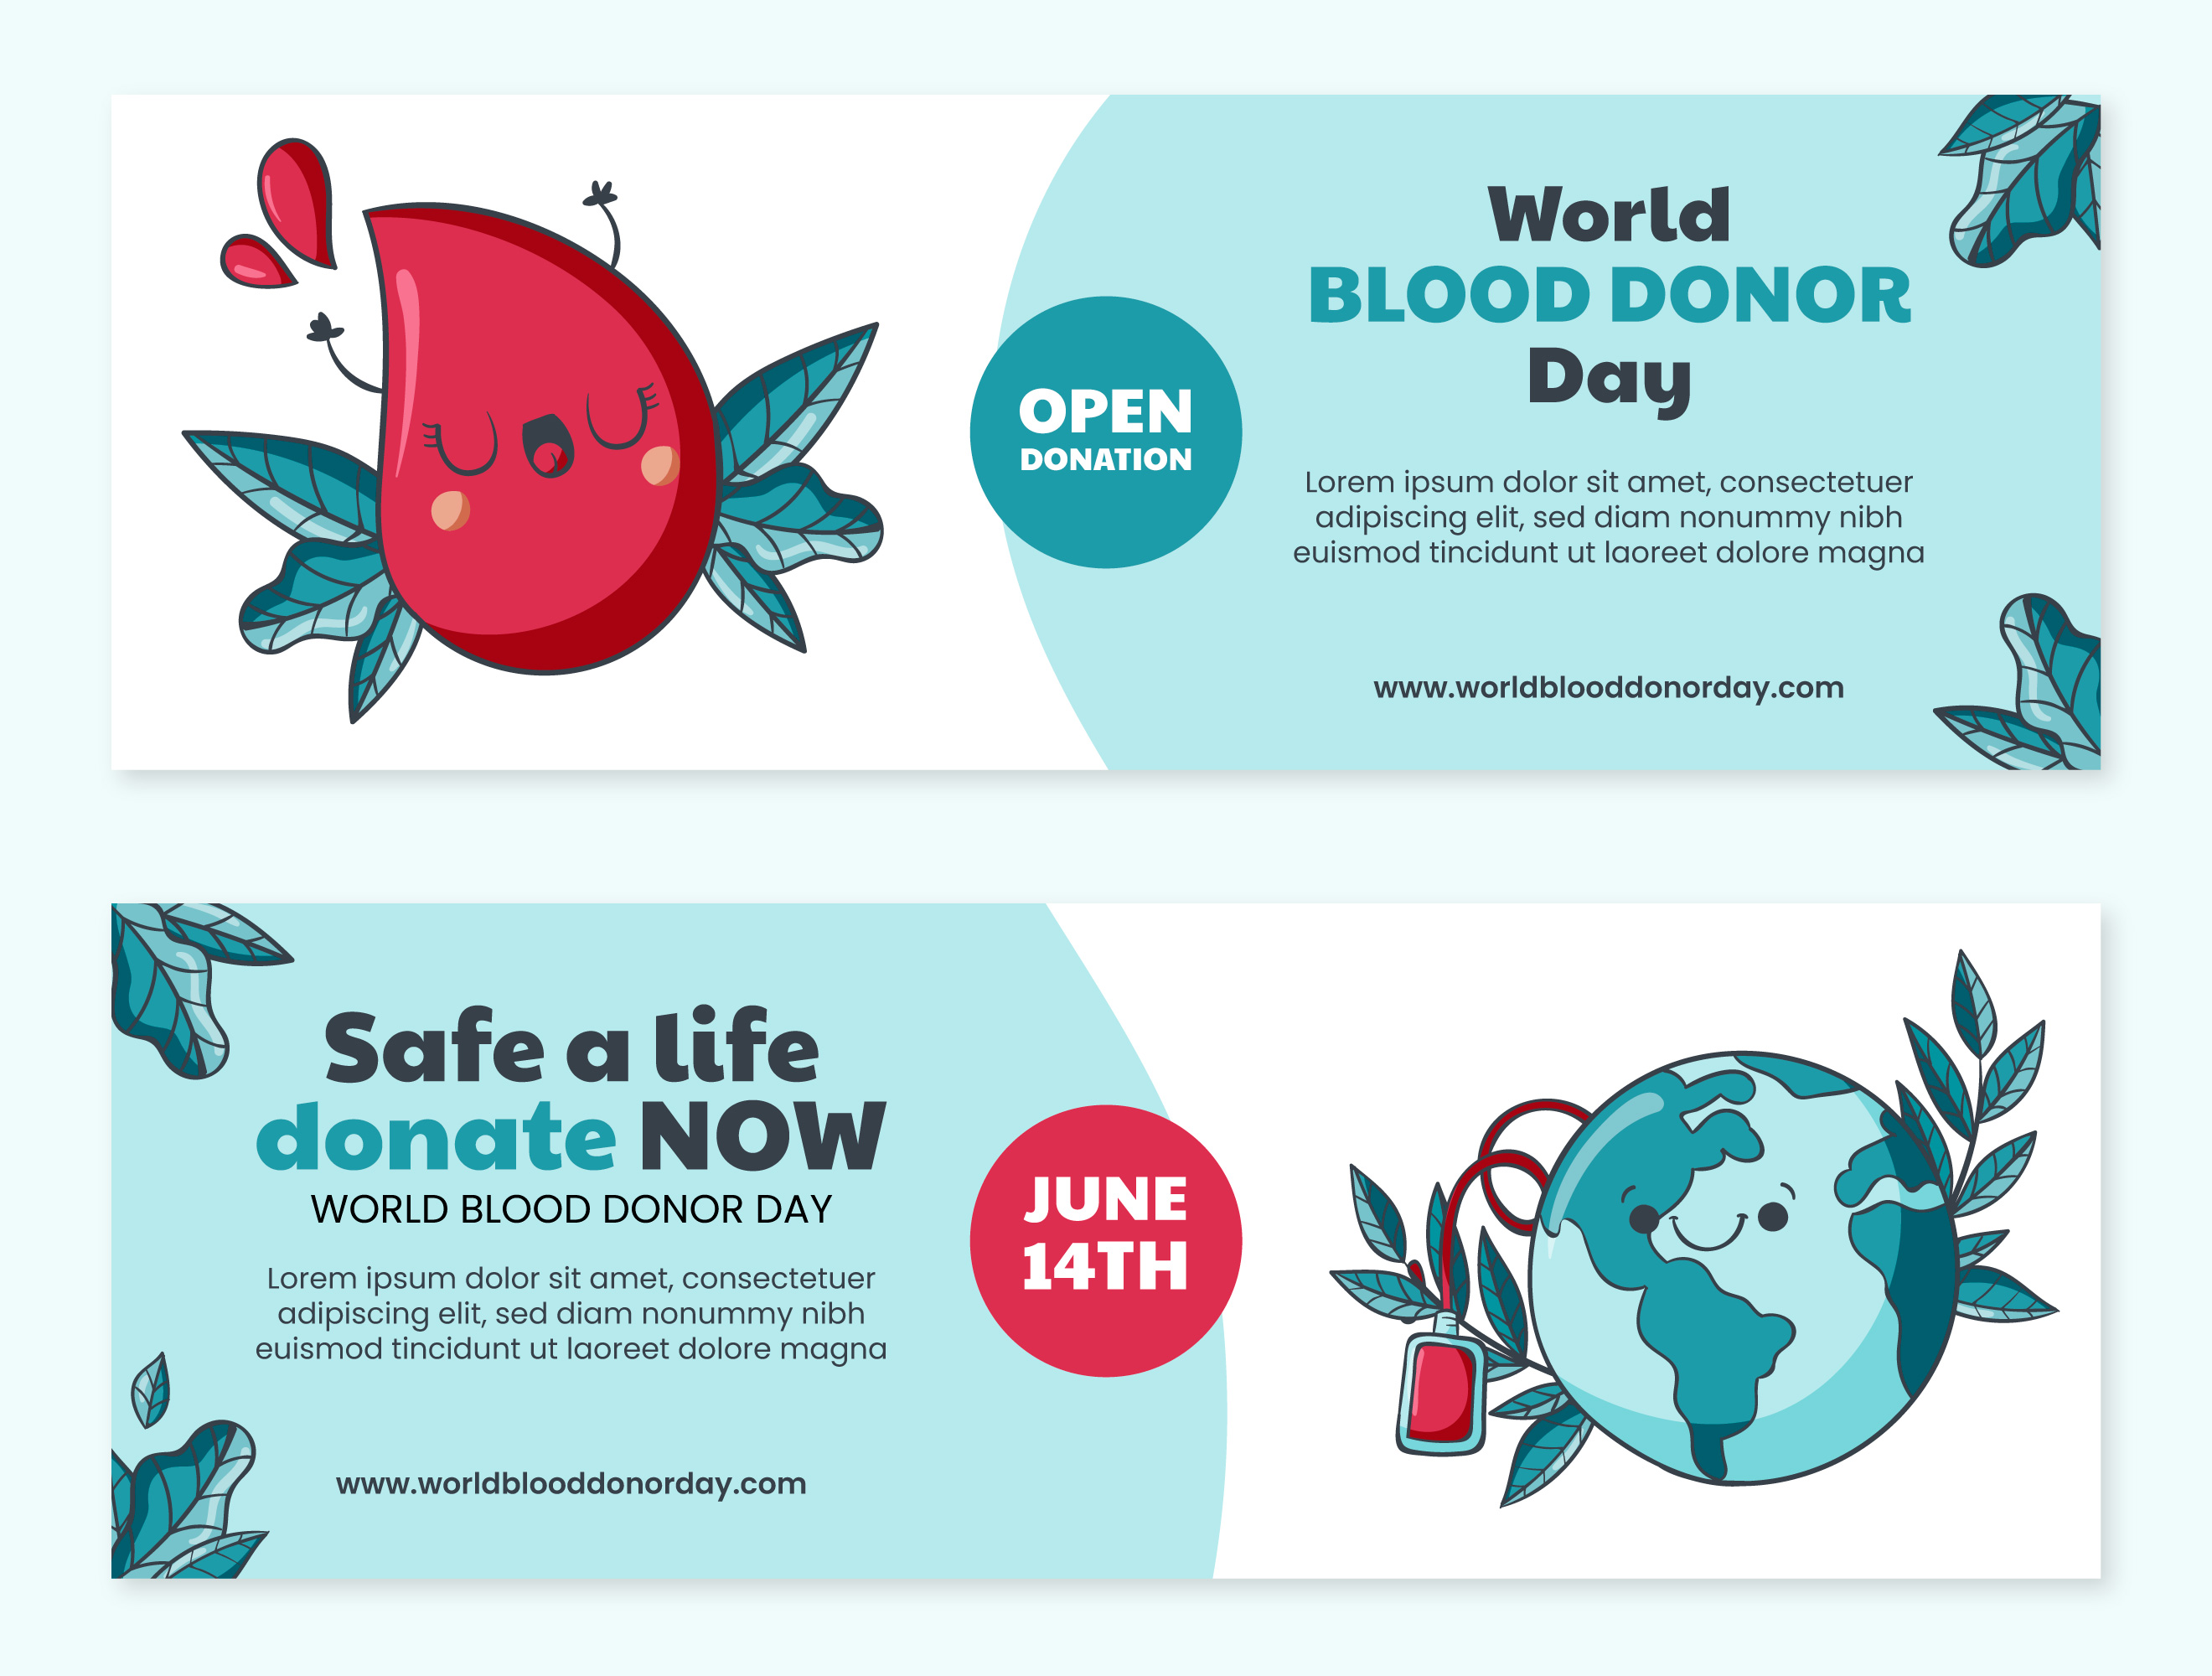 World
BLOOD DONOR
Day
OPEN
DONATION
Lorem ipsum dolor sit amet, consectetuer
adipiscing elit, sed diam nonummy nibh
euismod tincidunt ut laoreet dolore magna
www.worldblooddonorday.com
Safe a life
donate NOW
WORLD BLOOD DONOR DAY
Lorem ipsum dolor sit amet, consectetuer
adipiscing elit, sed diam nonummy nibh
euismod tincidunt ut laoreet dolore magna
www.worldblooddonorday.com
JUNE
14TH